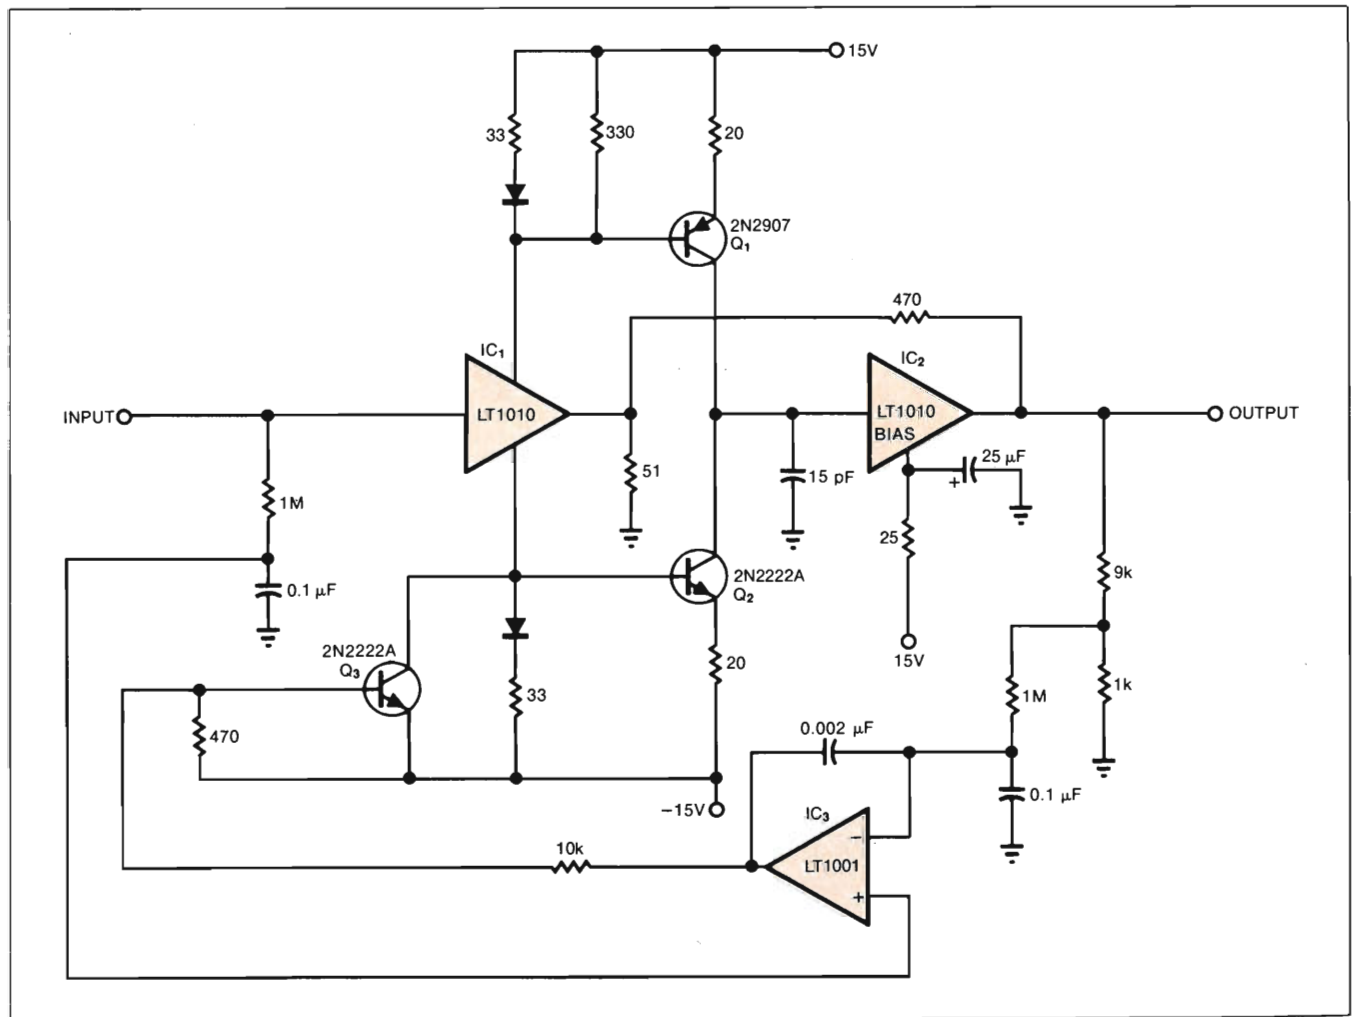 15V
33
330
20
2N2907
Q₁
470
IC₁
LT1010
INPUT
IC₂
LT1010
BIAS
OUTPUT
51
15 pF
25 μF
+
1M
25
0.1 μF
2N2222A
Q₂
9k
2N2222A
Q₃
20
15V
33
1M
1k
470
0.002 μF
0.1 μF
−15V
IC₃
10k
LT1001
−
+